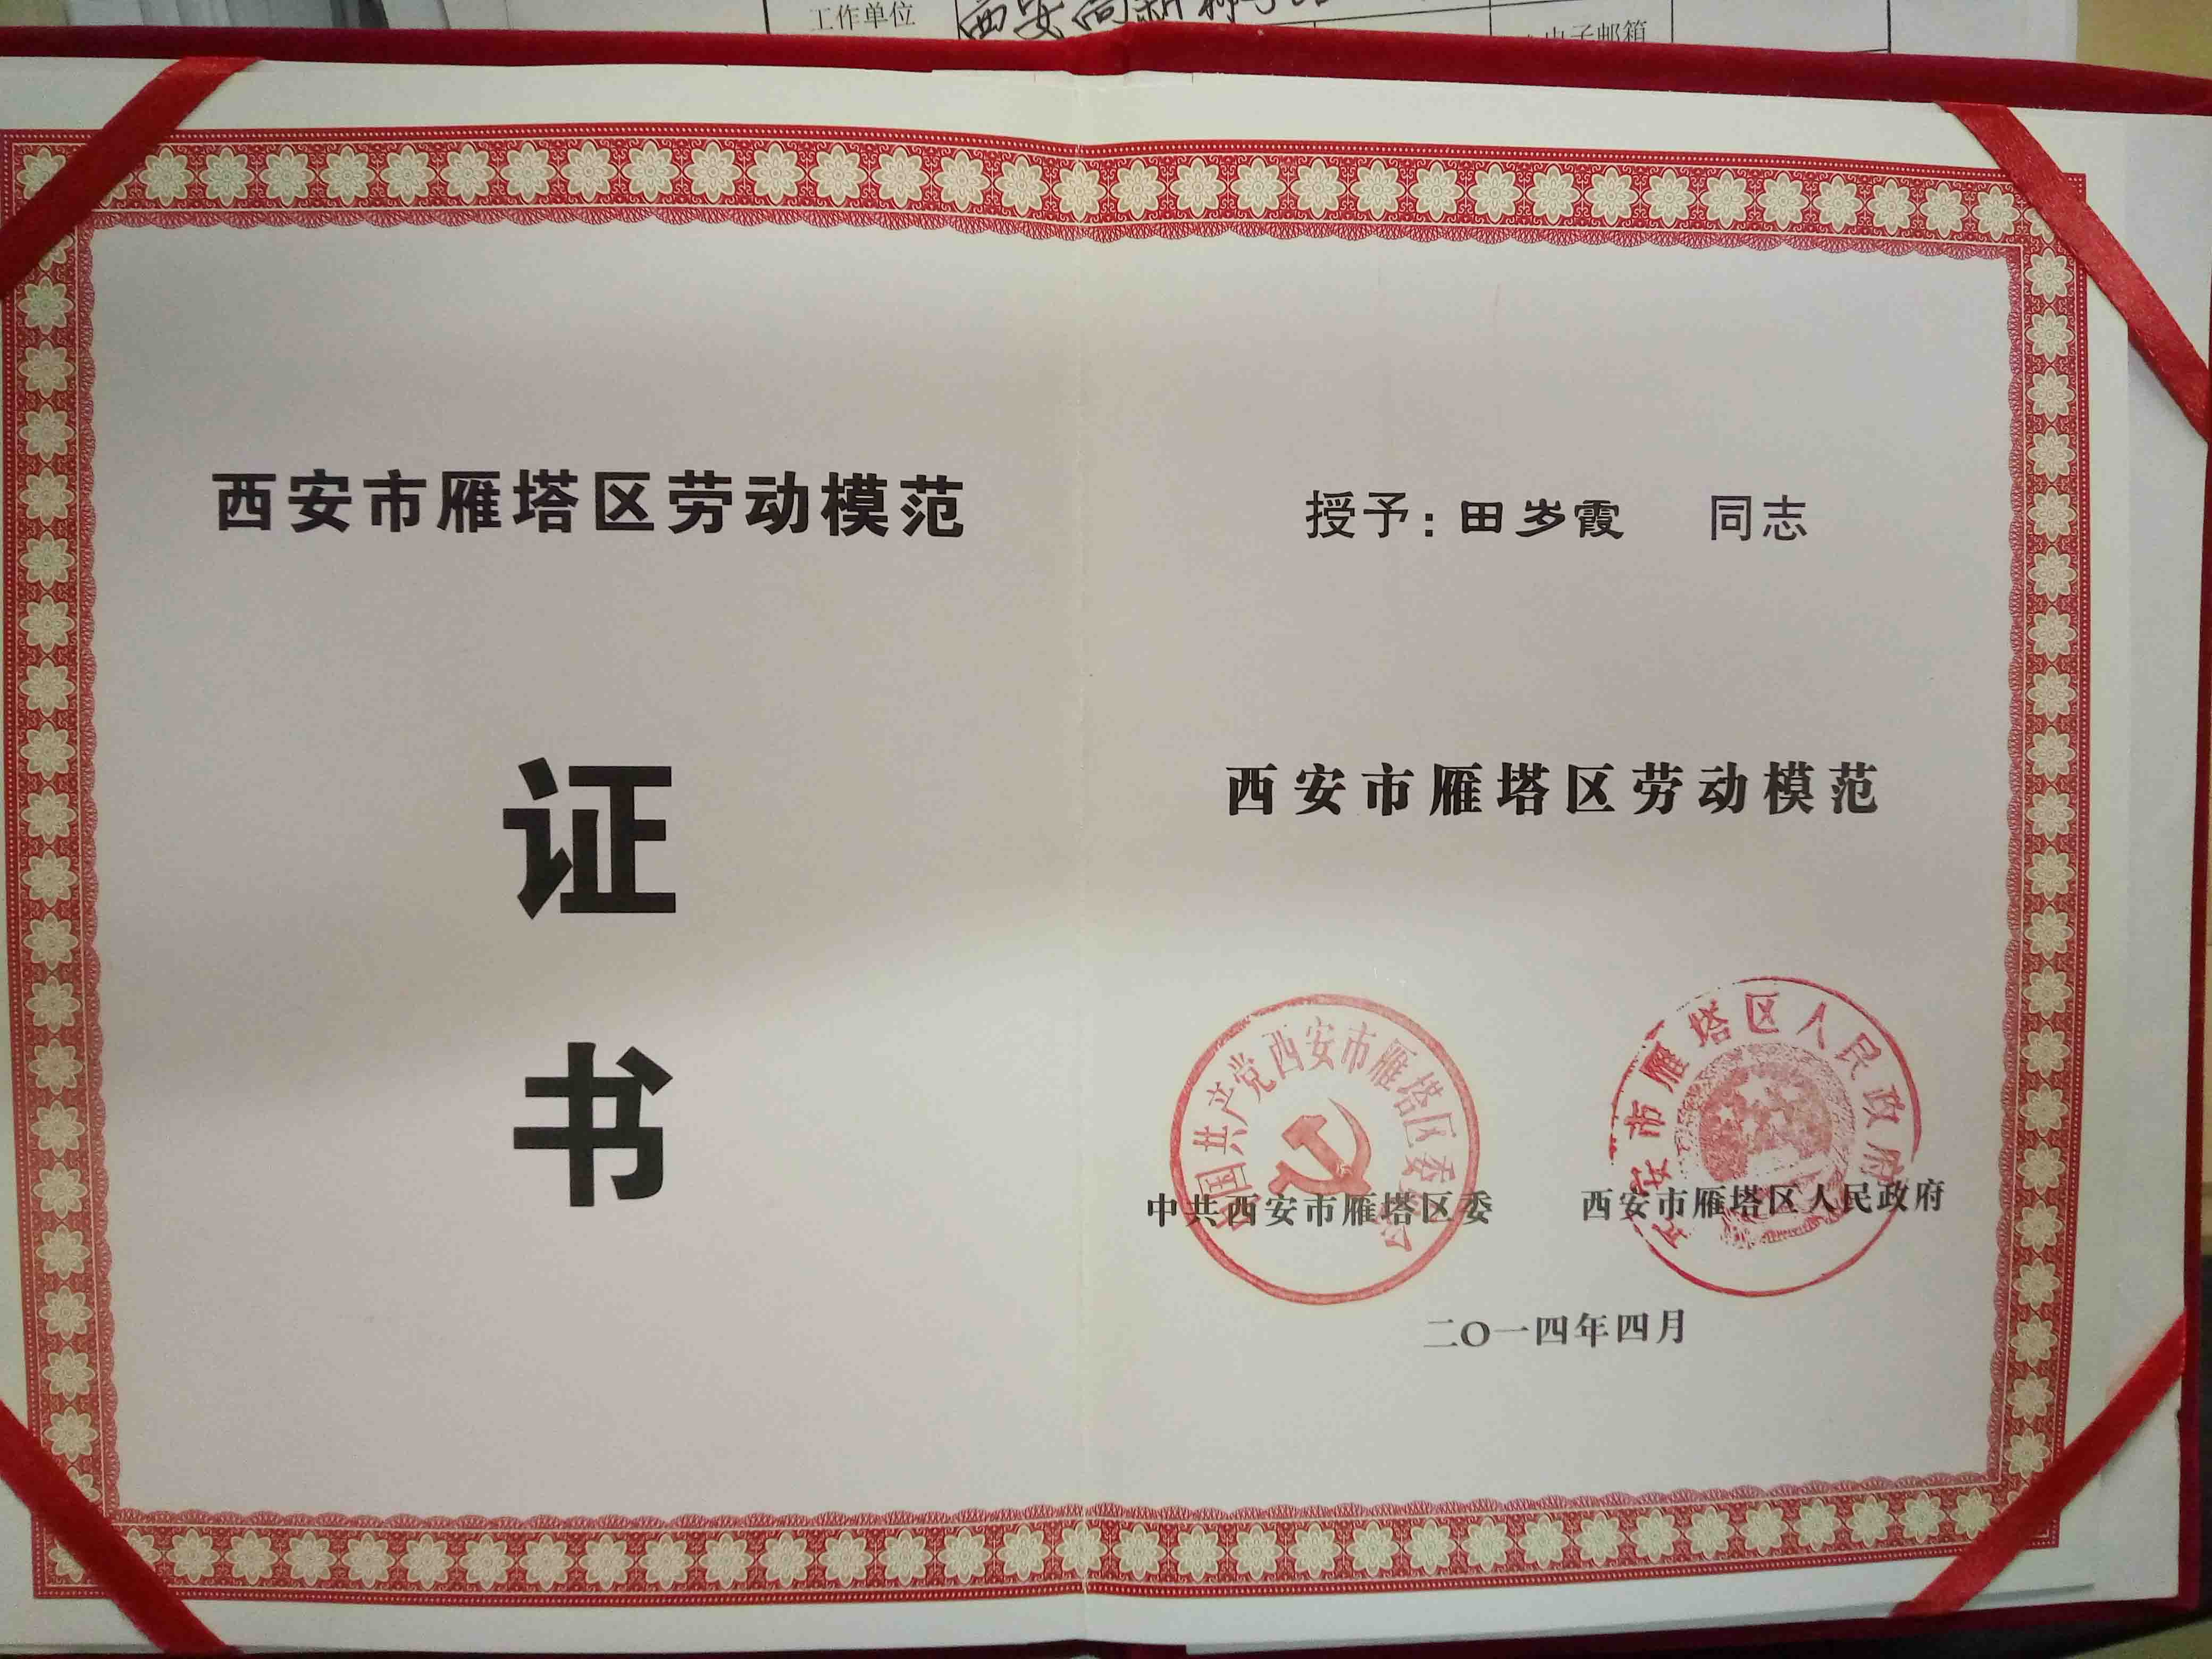 工作单位
电子邮箱
西安市雁塔区劳动模范
证
书
授予：田岁霞 同志
西安市雁塔区劳动模范
中国共产党西安市雁塔区委员会
西安市雁塔区人民政府
中共西安市雁塔区委 西安市雁塔区人民政府
二〇一四年四月